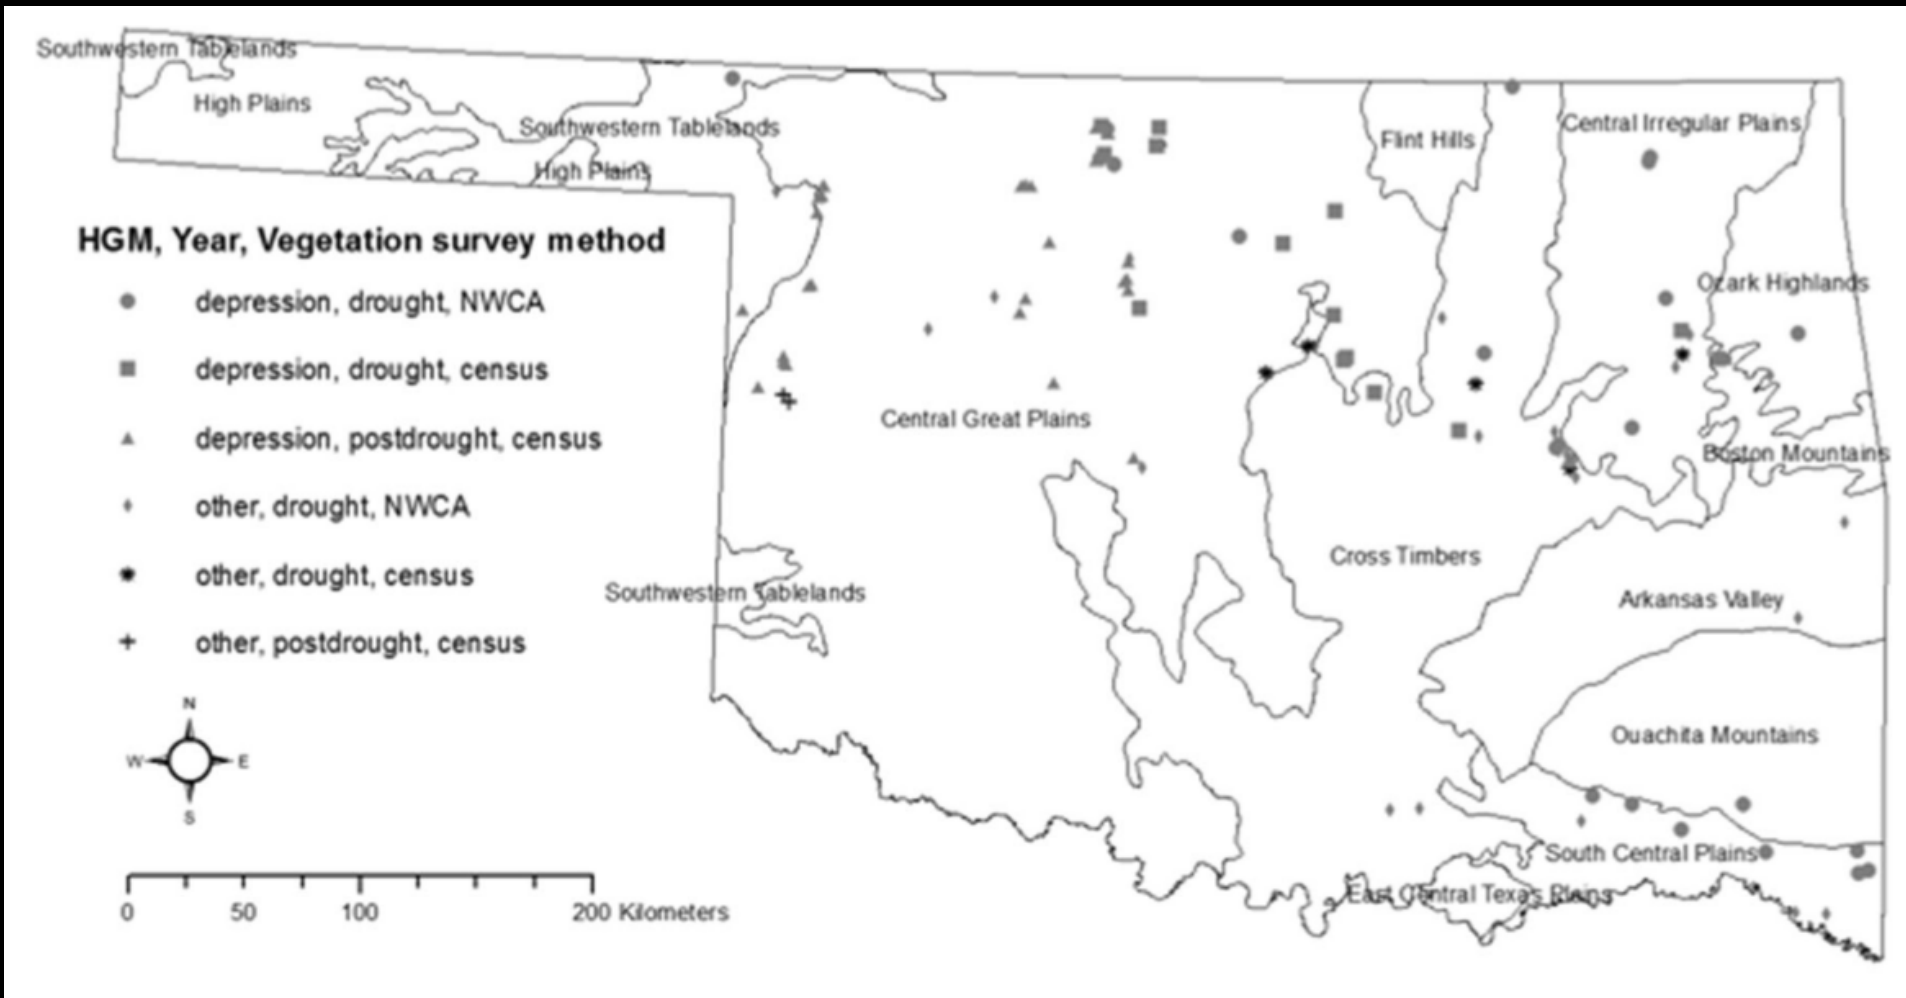 Southwestern Tablelands
High Plains
Southwestern Tablelands
High Plains
Flint Hills
Central Irregular Plains
HGM, Year, Vegetation survey method
depression, drought, NWCA
depression, drought, census
depression, postdrought, census
other, drought, NWCA
other, drought, census
other, postdrought, census
Ozark Highlands
Central Great Plains
Boston Mountains
Cross Timbers
Southwestern Tablelands
Arkansas Valley
Ouachita Mountains
South Central Plains
East Central Texas Plains
N
W E
S
0 50 100 200 Kilometers